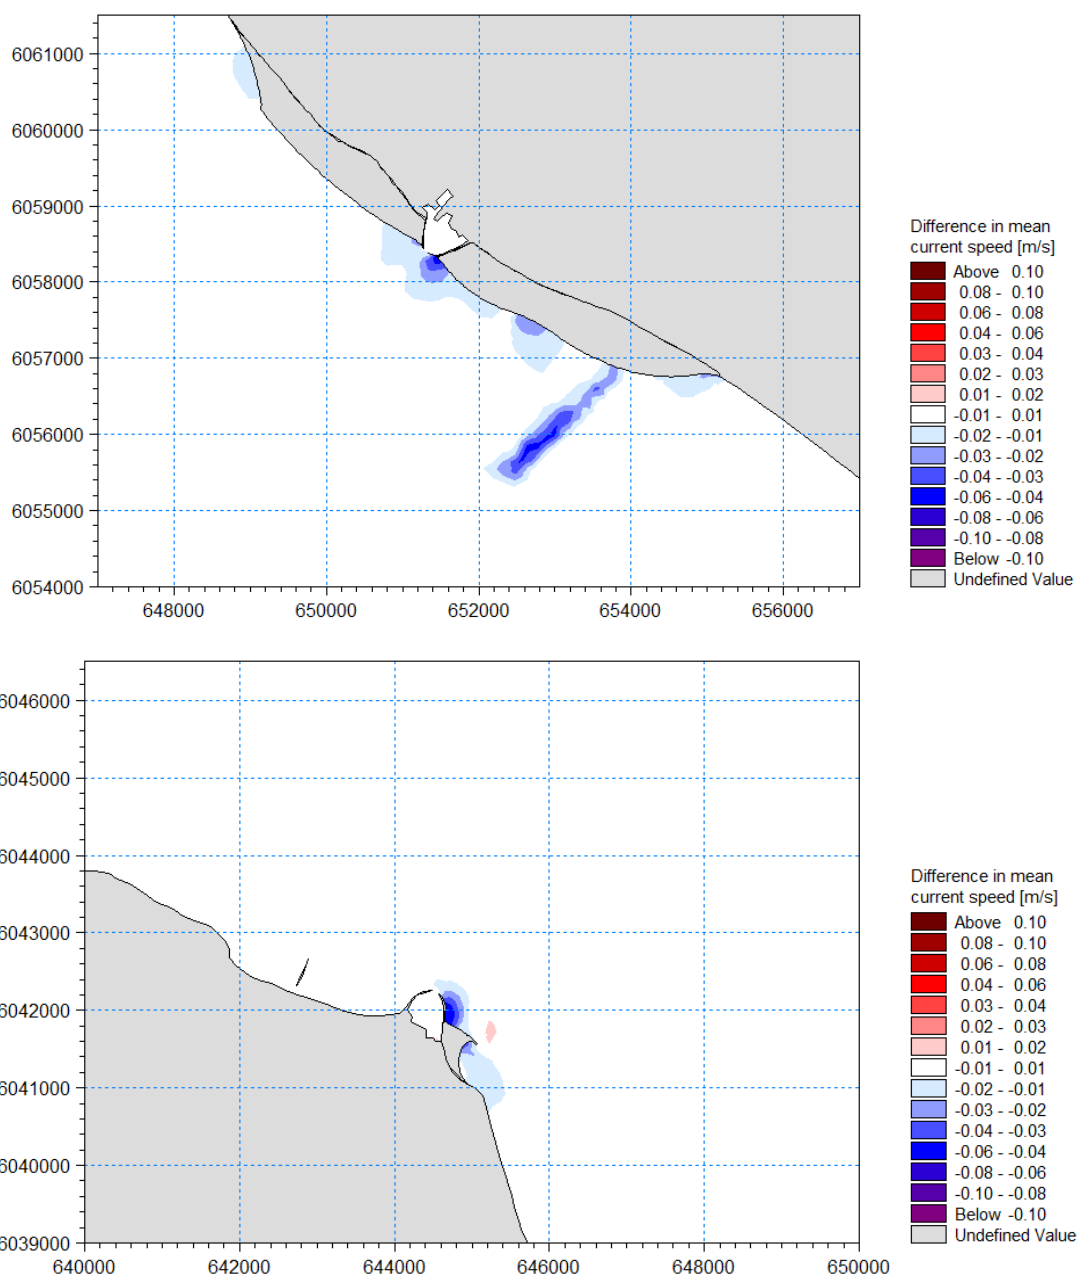 6061000
6060000
6059000
6058000
6057000
6056000
6055000
6054000
648000 650000 652000 654000 656000
Difference in mean
current speed [m/s]
Above 0.10
0.08 - 0.10
0.06 - 0.08
0.04 - 0.06
0.03 - 0.04
0.02 - 0.03
0.01 - 0.02
-0.01 - 0.01
-0.02 - -0.01
-0.03 - -0.02
-0.04 - -0.03
-0.06 - -0.04
-0.08 - -0.06
-0.10 - -0.08
Below -0.10
Undefined Value
6046000
6045000
6044000
6043000
6042000
6041000
6040000
6039000
640000 642000 644000 646000 648000 650000
Difference in mean
current speed [m/s]
Above 0.10
0.08 - 0.10
0.06 - 0.08
0.04 - 0.06
0.03 - 0.04
0.02 - 0.03
0.01 - 0.02
-0.01 - 0.01
-0.02 - -0.01
-0.03 - -0.02
-0.04 - -0.03
-0.06 - -0.04
-0.08 - -0.06
-0.10 - -0.08
Below -0.10
Undefined Value